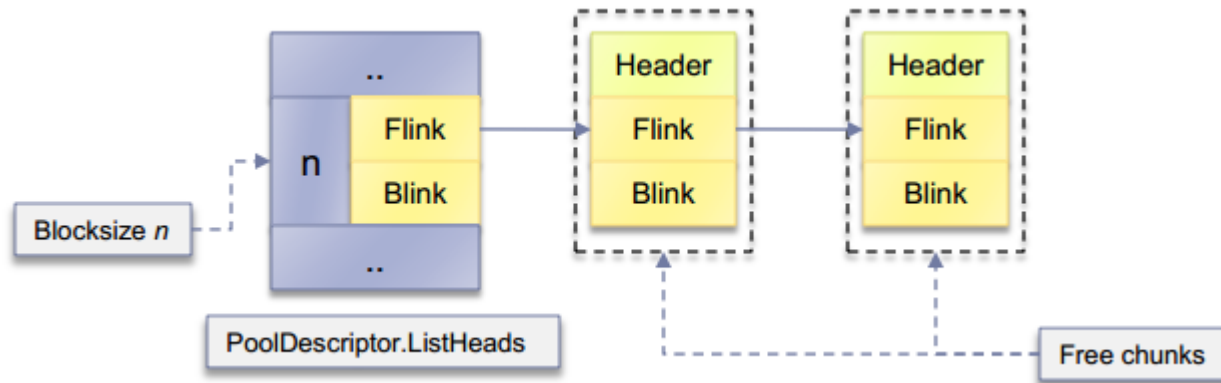 ..
Header
Header
Flink
Flink
Flink
n
Blink
Blink
Blink
Blocksize n
..
PoolDescriptor.ListHeads
Free chunks